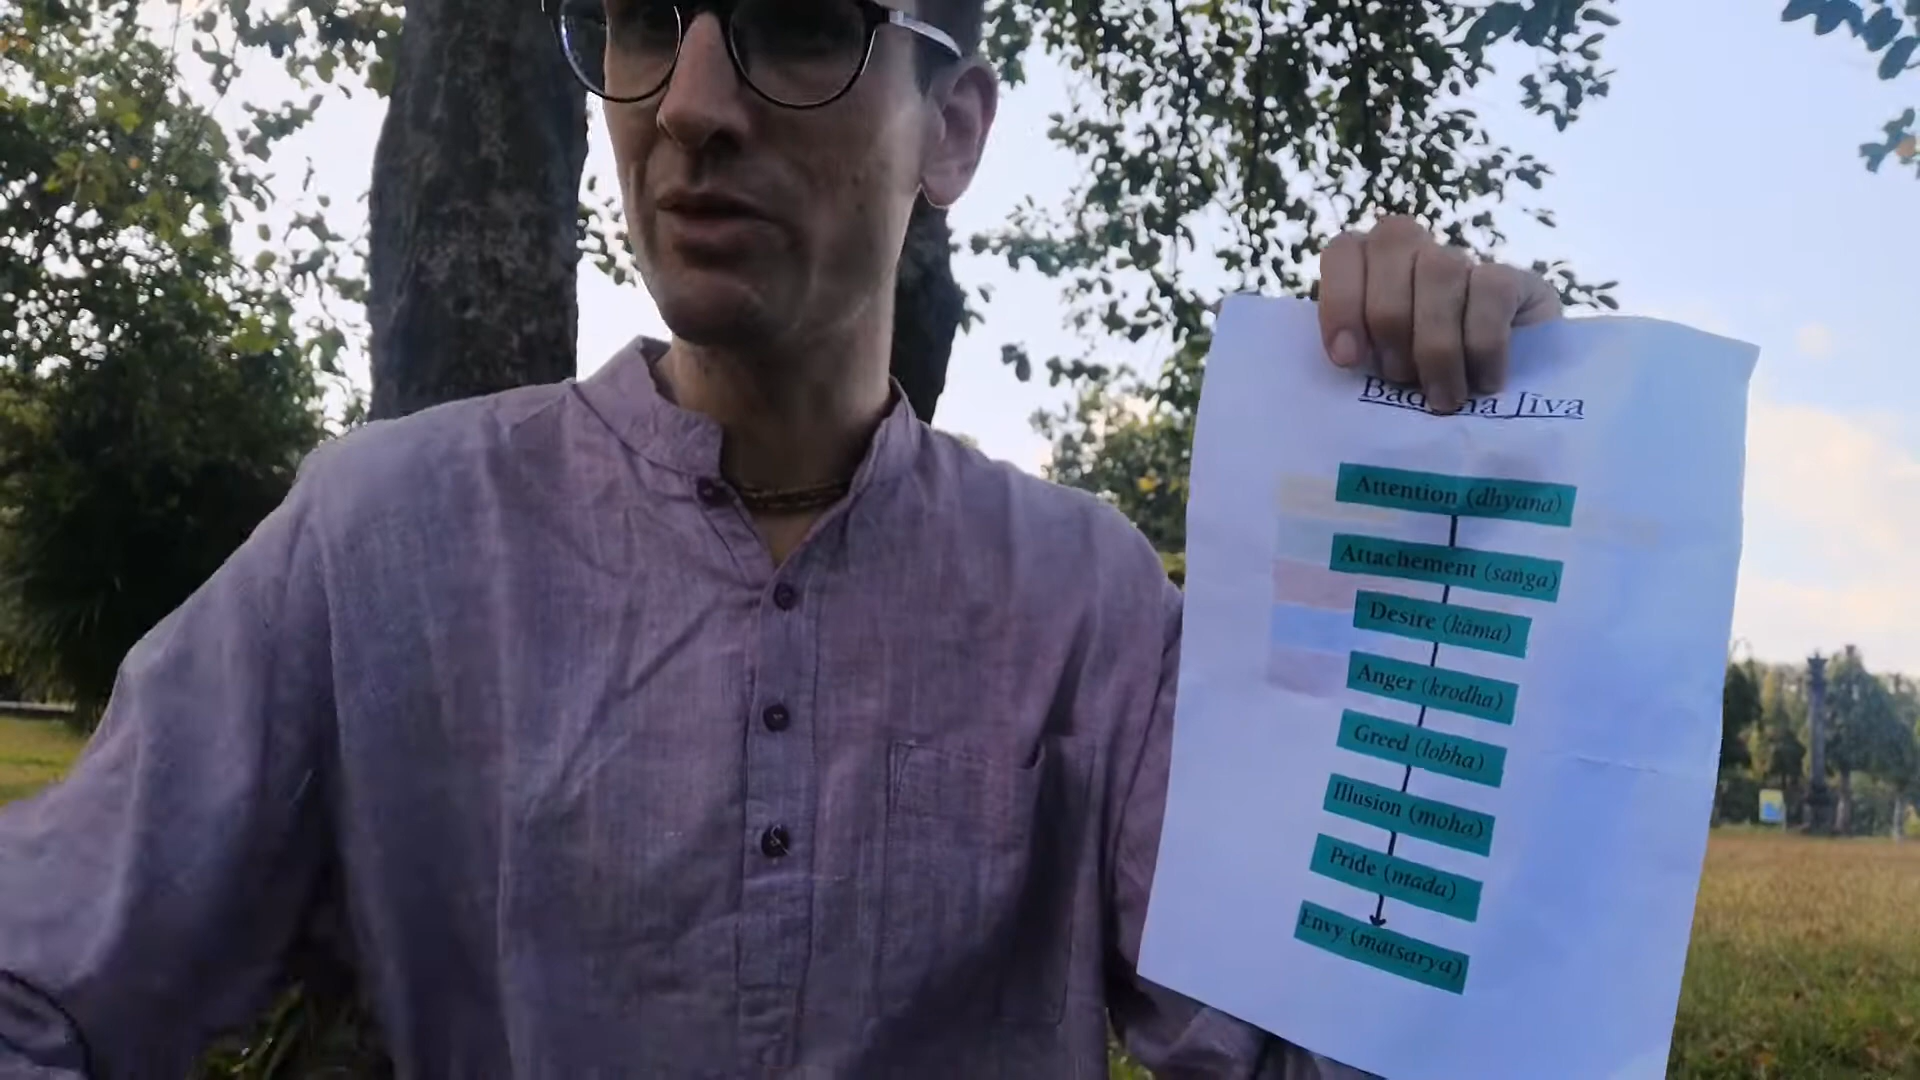 Baddha Jīva
Attention (dhyana)
Attachement (saṅga)
Desire (kāma)
Anger (krodha)
Greed (lobha)
Illusion (moha)
Pride (mada)
Envy (matsarya)